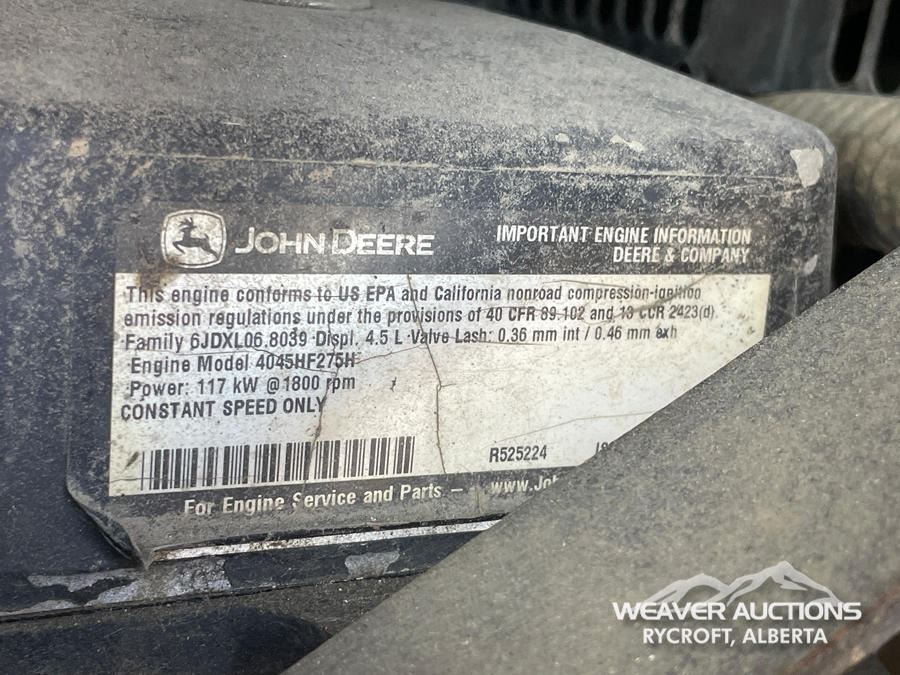 JOHN DEERE
IMPORTANT ENGINE INFORMATION
DEERE & COMPANY
This engine conforms to US EPA and California nonroad compression-ignition
emission regulations under the provisions of 40 CFR 89.102 and 13 CCR 2423(d).
Family 6JDXL06.8039 Displ. 4.5 L Valve Lash: 0.36 mm int / 0.46 mm exh
Engine Model 4045HF275H
Power: 117 kW @ 1800 rpm
CONSTANT SPEED ONLY
R525224
For Engine Service and Parts – www.Joh
WEAVER AUCTIONS
RYCROFT, ALBERTA